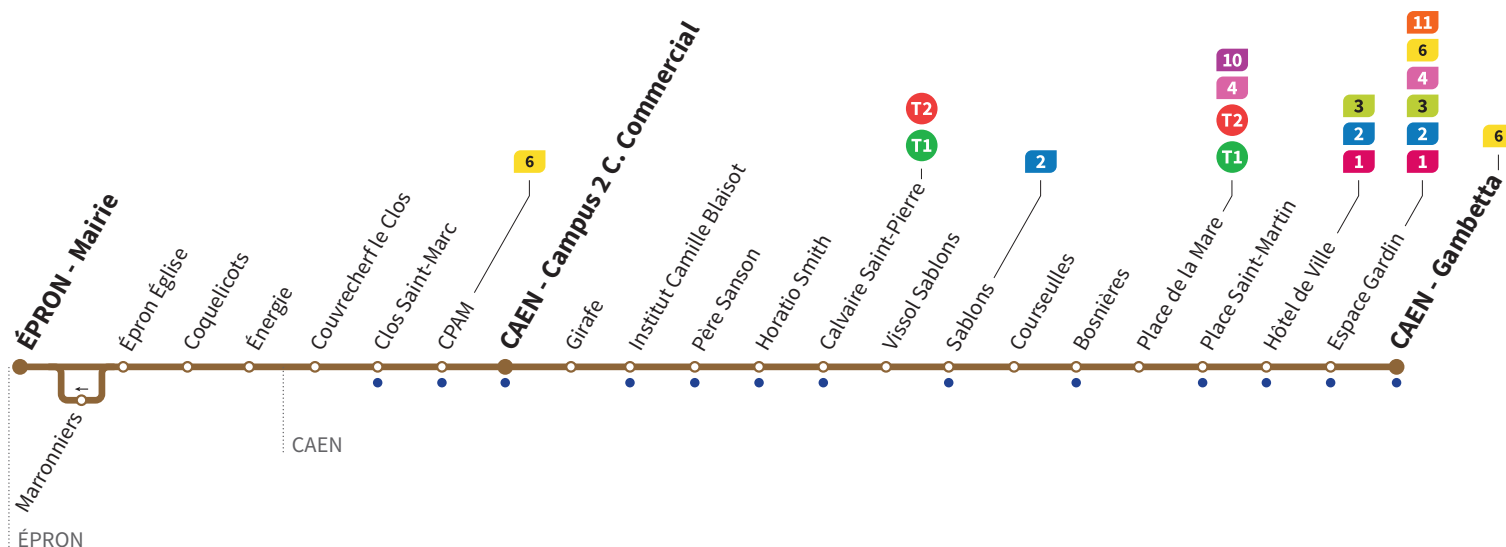 ÉPRON - Mairie
Marronniers
Épron Église
Coquelicots
Énergie
Couvrechef le Clos
Clos Saint-Marc
CPAM
6
CAEN - Campus 2 C. Commercial
Girafe
Institut Camille Blaisot
Père Sanson
Horatio Smith
Calvaire Saint-Pierre
T2
T1
Vissol Sablons
Sablons
2
Courseulles
Bosnières
Place de la Mare
10
4
T2
T1
Place Saint-Martin
Hôtel de Ville
3
2
1
Espace Gardin
11
6
4
3
2
1
CAEN - Gambetta
6
CAEN
ÉPRON